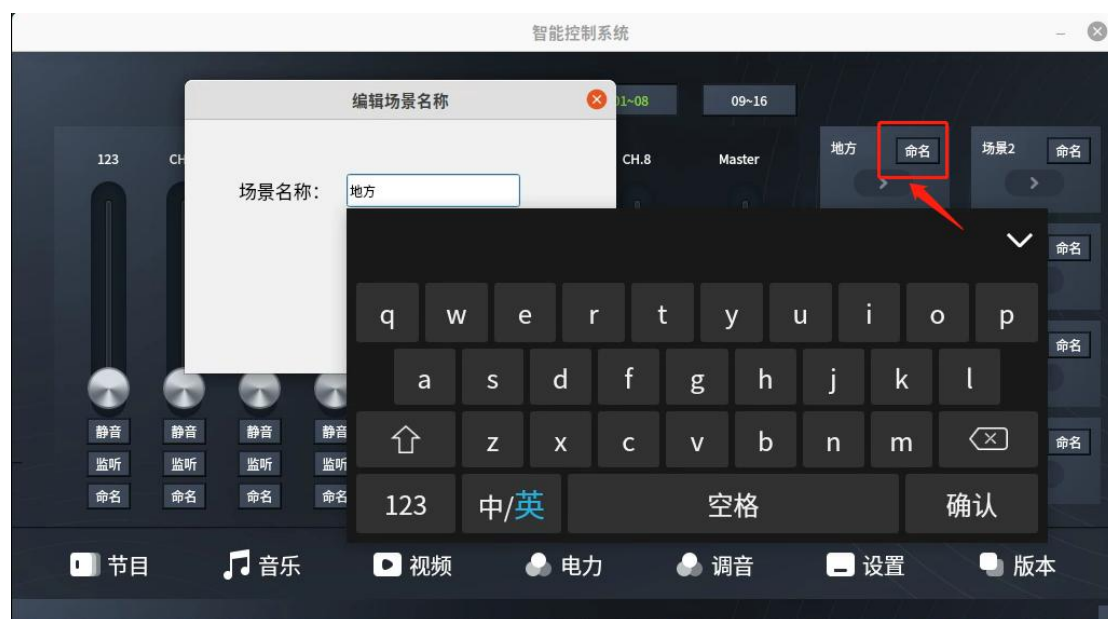 智能控制系统
编辑场景名称
01~08
09~16
123
CH
CH.8
Master
地方
命名
场景2
命名
场景名称：
地方
命名
q w e r t y u i o p
命名
a s d f g h j k l
静音 静音 静音 静音
z x c v b n m
命名
监听 监听 监听 监听
命名 命名 命名 命名
123 中/英 空格 确认
节目 音乐 视频 电力 调音 设置 版本